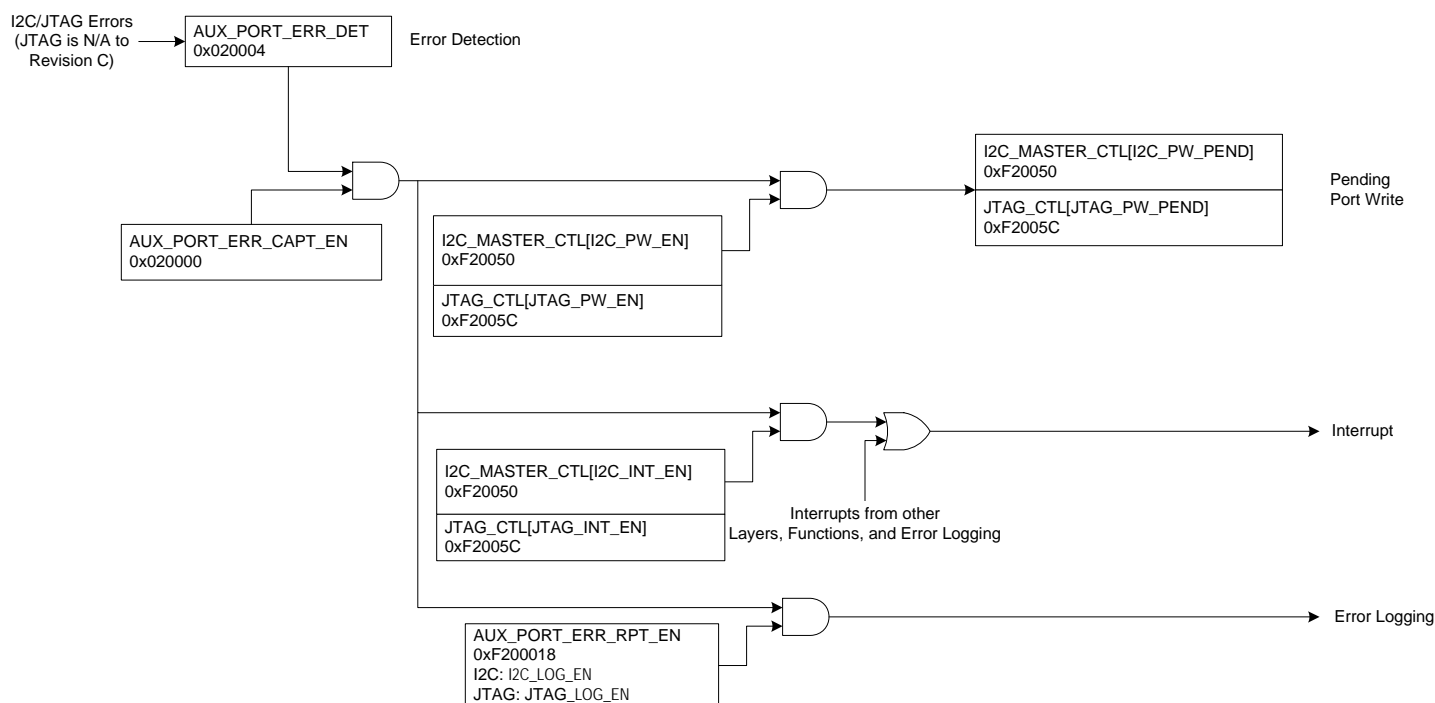 I2C/JTAG Errors
(JTAG is N/A to
Revision C)
AUX_PORT_ERR_DET
0x020004
Error Detection
AUX_PORT_ERR_CAPT_EN
0x020000
I2C_MASTER_CTL[I2C_PW_EN]
0xF20050
JTAG_CTL[JTAG_PW_EN]
0xF2005C
I2C_MASTER_CTL[I2C_PW_PEND]
0xF20050
JTAG_CTL[JTAG_PW_PEND]
0xF2005C
Pending
Port Write
I2C_MASTER_CTL[I2C_INT_EN]
0xF20050
JTAG_CTL[JTAG_INT_EN]
0xF2005C
Interrupts from other
Layers, Functions, and Error Logging
Interrupt
AUX_PORT_ERR_RPT_EN
0xF200018
I2C: I2C_LOG_EN
JTAG: JTAG_LOG_EN
Error Logging